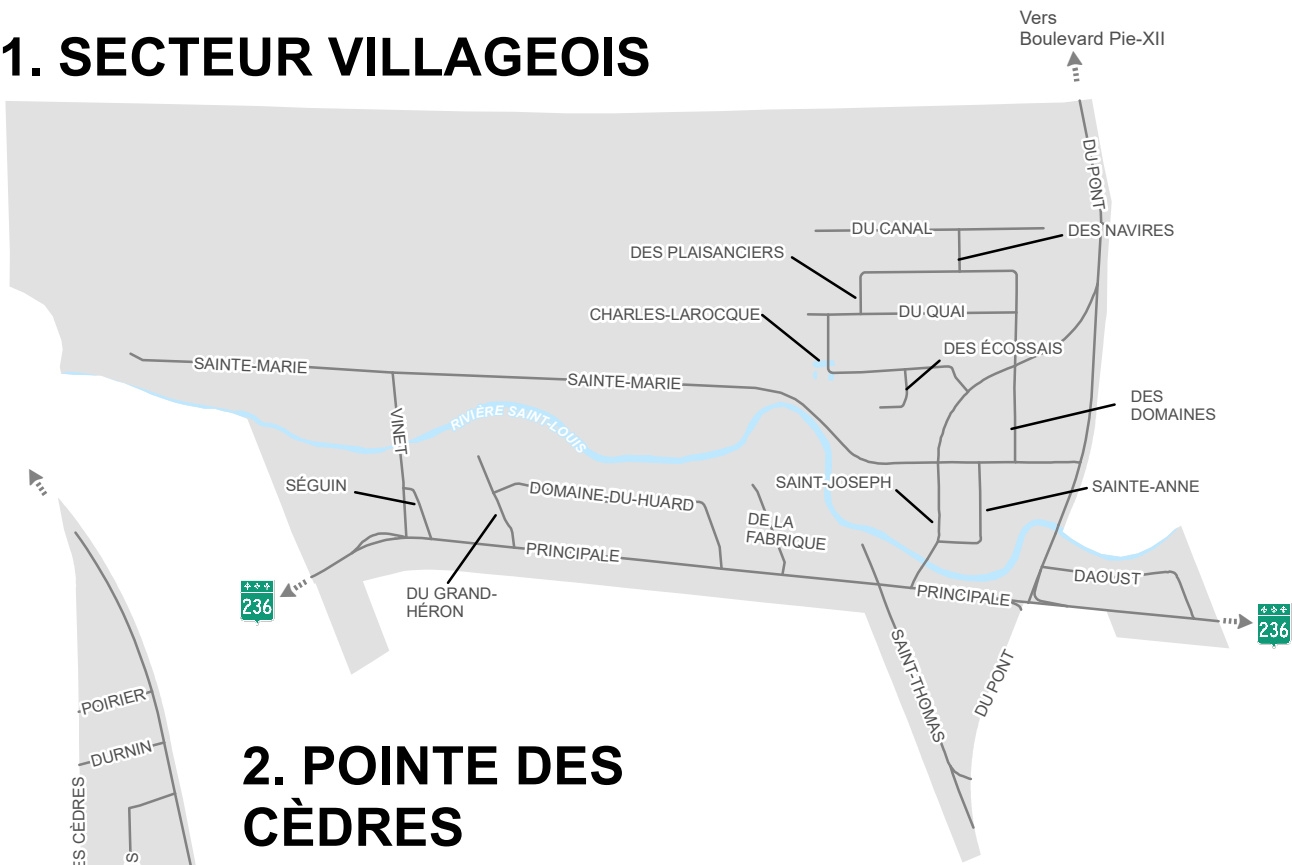 Vers
Boulevard Pie-XII
1. SECTEUR VILLAGEOIS
DU PONT
DU CANAL
DES NAVIRES
DES PLAISANCIERS
CHARLES-LAROCQUE
DU QUAI
DES ÉCOSSAIS
SAINTE-MARIE
SAINTE-MARIE
DES
DOMAINES
VINET
RIVIÈRE SAINT-LOUIS
SÉGUIN
DOMAINE-DU-HUARD
SAINT-JOSEPH
SAINTE-ANNE
DE LA
FABRIQUE
PRINCIPALE
236
DU GRAND-
HÉRON
PRINCIPALE
DAOUST
236
SAINT-THOMAS
DU PONT
POIRIER
DURNIN
2. POINTE DES
CÈDRES
ES CÈDRES
S